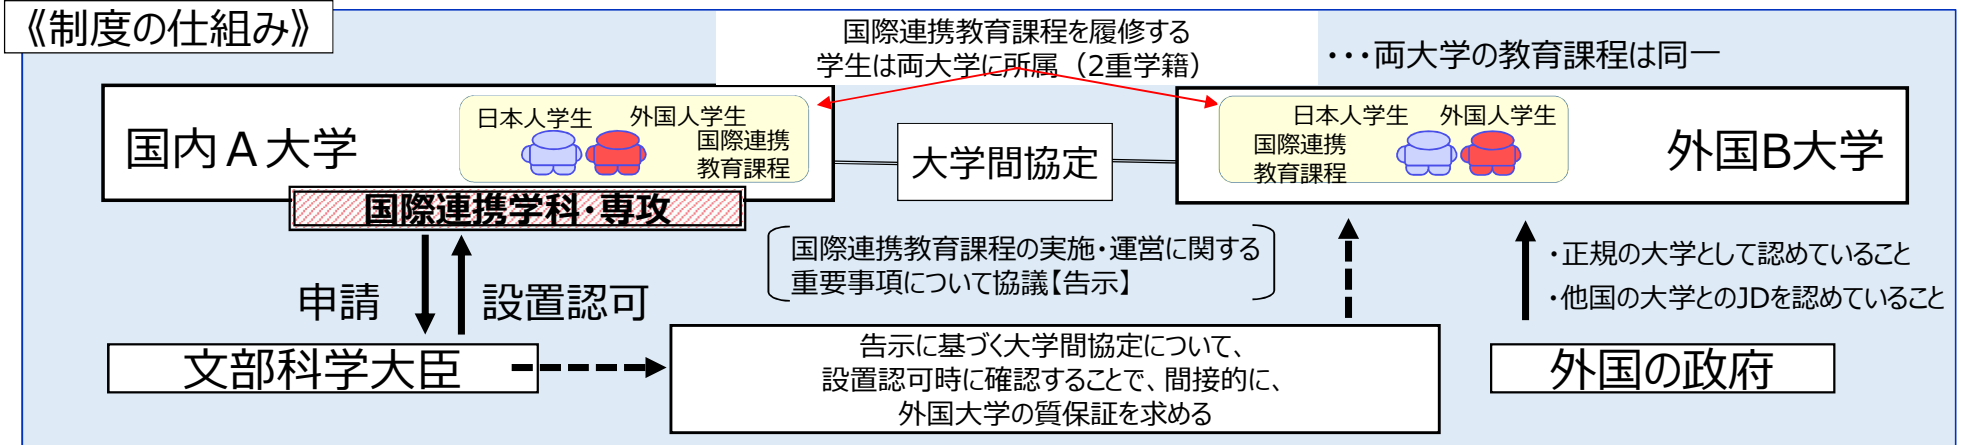 《制度の仕組み》
国際連携教育課程を履修する
学生は両大学に所属（2重学籍）
・・・両大学の教育課程は同一
国内A大学
日本人学生
外国人学生
国際連携
教育課程
国際連携学科・専攻
大学間協定
日本人学生
外国人学生
国際連携
教育課程
外国B大学
国際連携教育課程の実施・運営に関する
重要事項について協議【告示】
・正規の大学として認めていること
・他国の大学とのJDを認めていること
申請
設置認可
文部科学大臣
告示に基づく大学間協定について、
設置認可時に確認することで、間接的に、
外国大学の質保証を求める
外国の政府